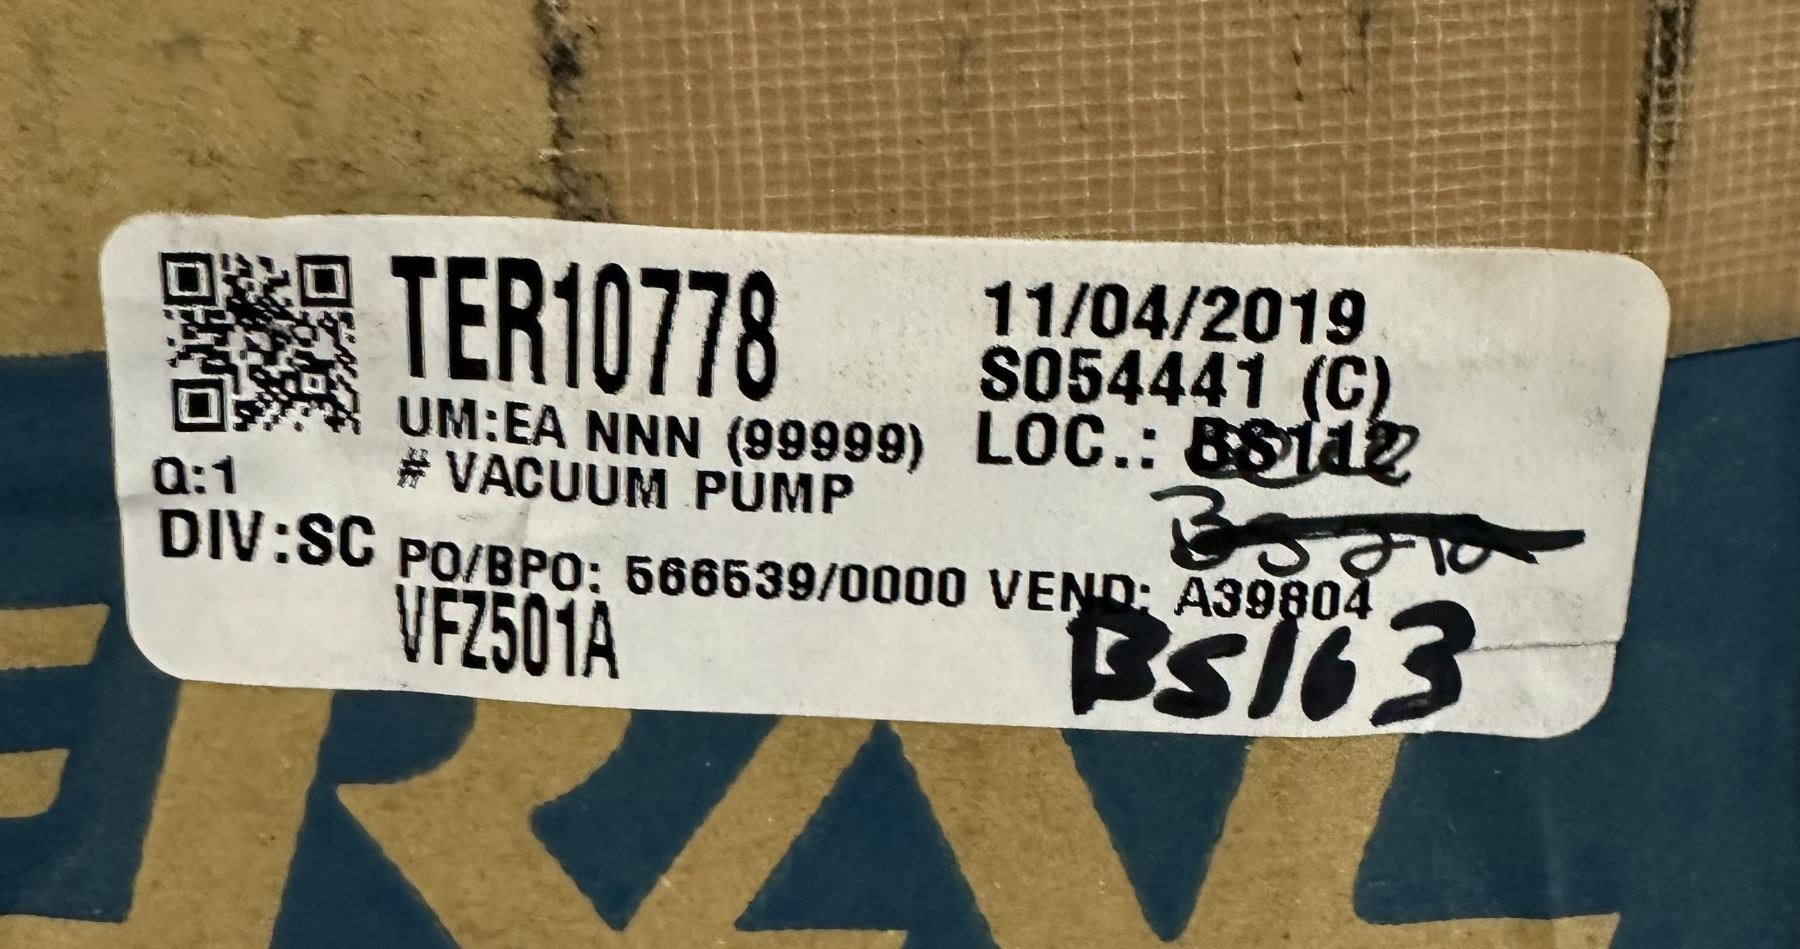 TER10778
11/04/2019
S054441 (C)
UM:EA NNN (99999)
LOC.: BS112
Q:1
# VACUUM PUMP
DIV:SC
PO/BPO: 566539/0000 VEND: A39804
VFZ501A
BS163